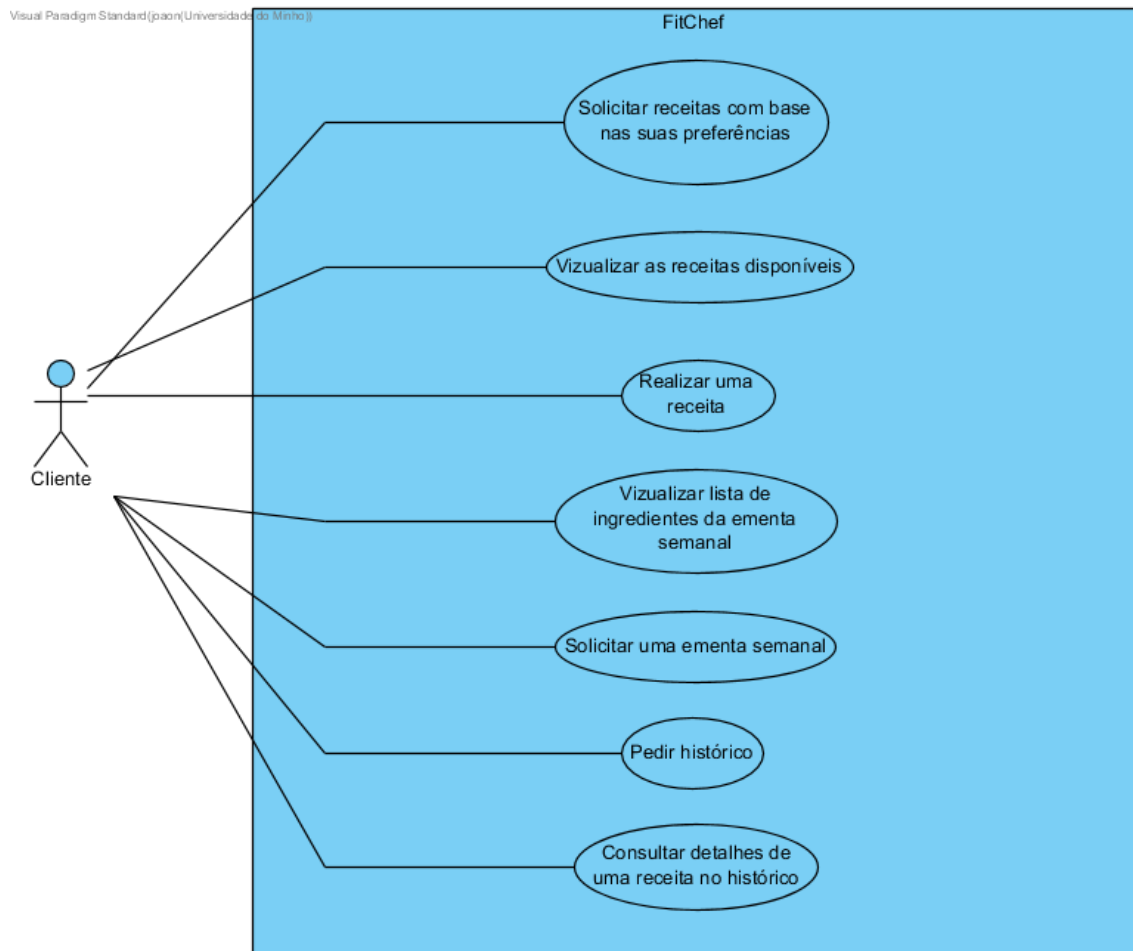 Visual Paradigm Standard(joaon(Universidade do Minho))
FitChef
Solicitar receitas com base
nas suas preferências
Vizualizar as receitas disponíveis
Realizar uma
receita
Cliente
Vizualizar lista de
ingredientes da ementa
semanal
Solicitar uma ementa semanal
Pedir histórico
Consultar detalhes de
uma receita no histórico